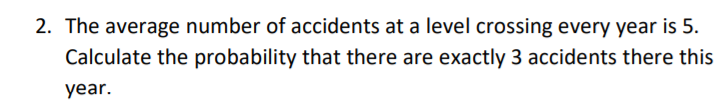 2. The average number of accidents at a level crossing every year is 5.
Calculate the probability that there are exactly 3 accidents there this
year.